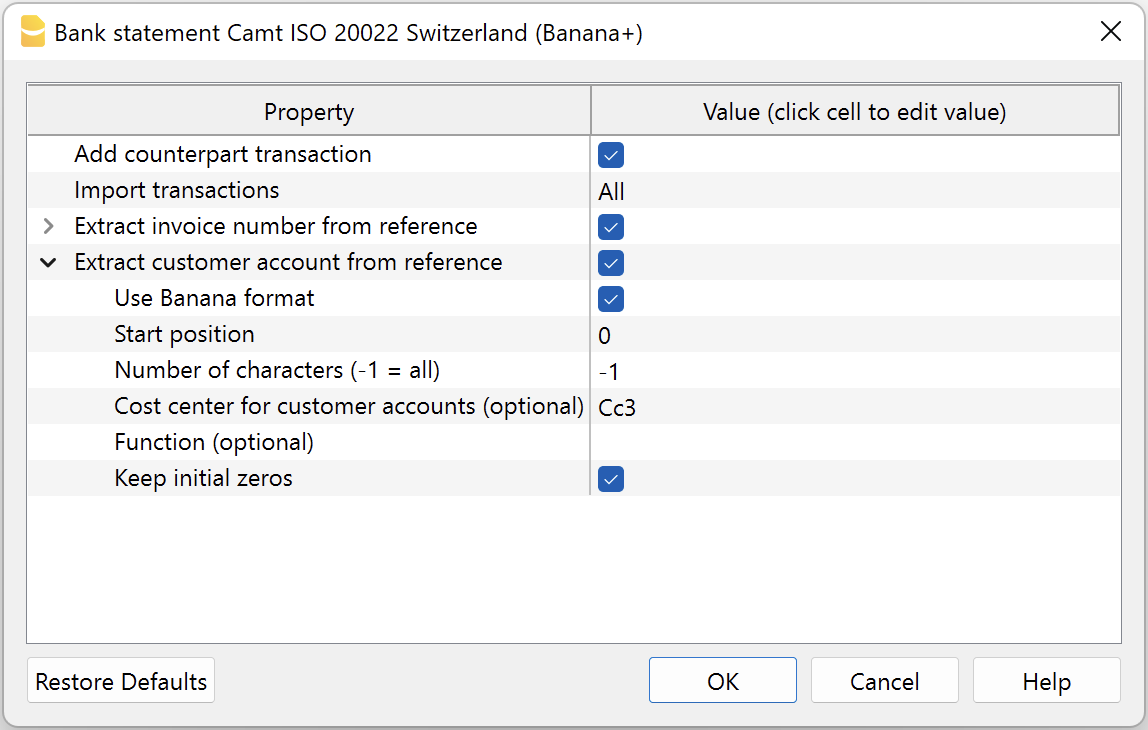 Bank statement Camt ISO 20022 Switzerland (Banana+)
Property Value (click cell to edit value)
Add counterpart transaction
Import transactions All
Extract invoice number from reference
Extract customer account from reference
Use Banana format
Start position 0
Number of characters (-1 = all) -1
Cost center for customer accounts (optional) Cc3
Function (optional)
Keep initial zeros
Restore Defaults OK Cancel Help